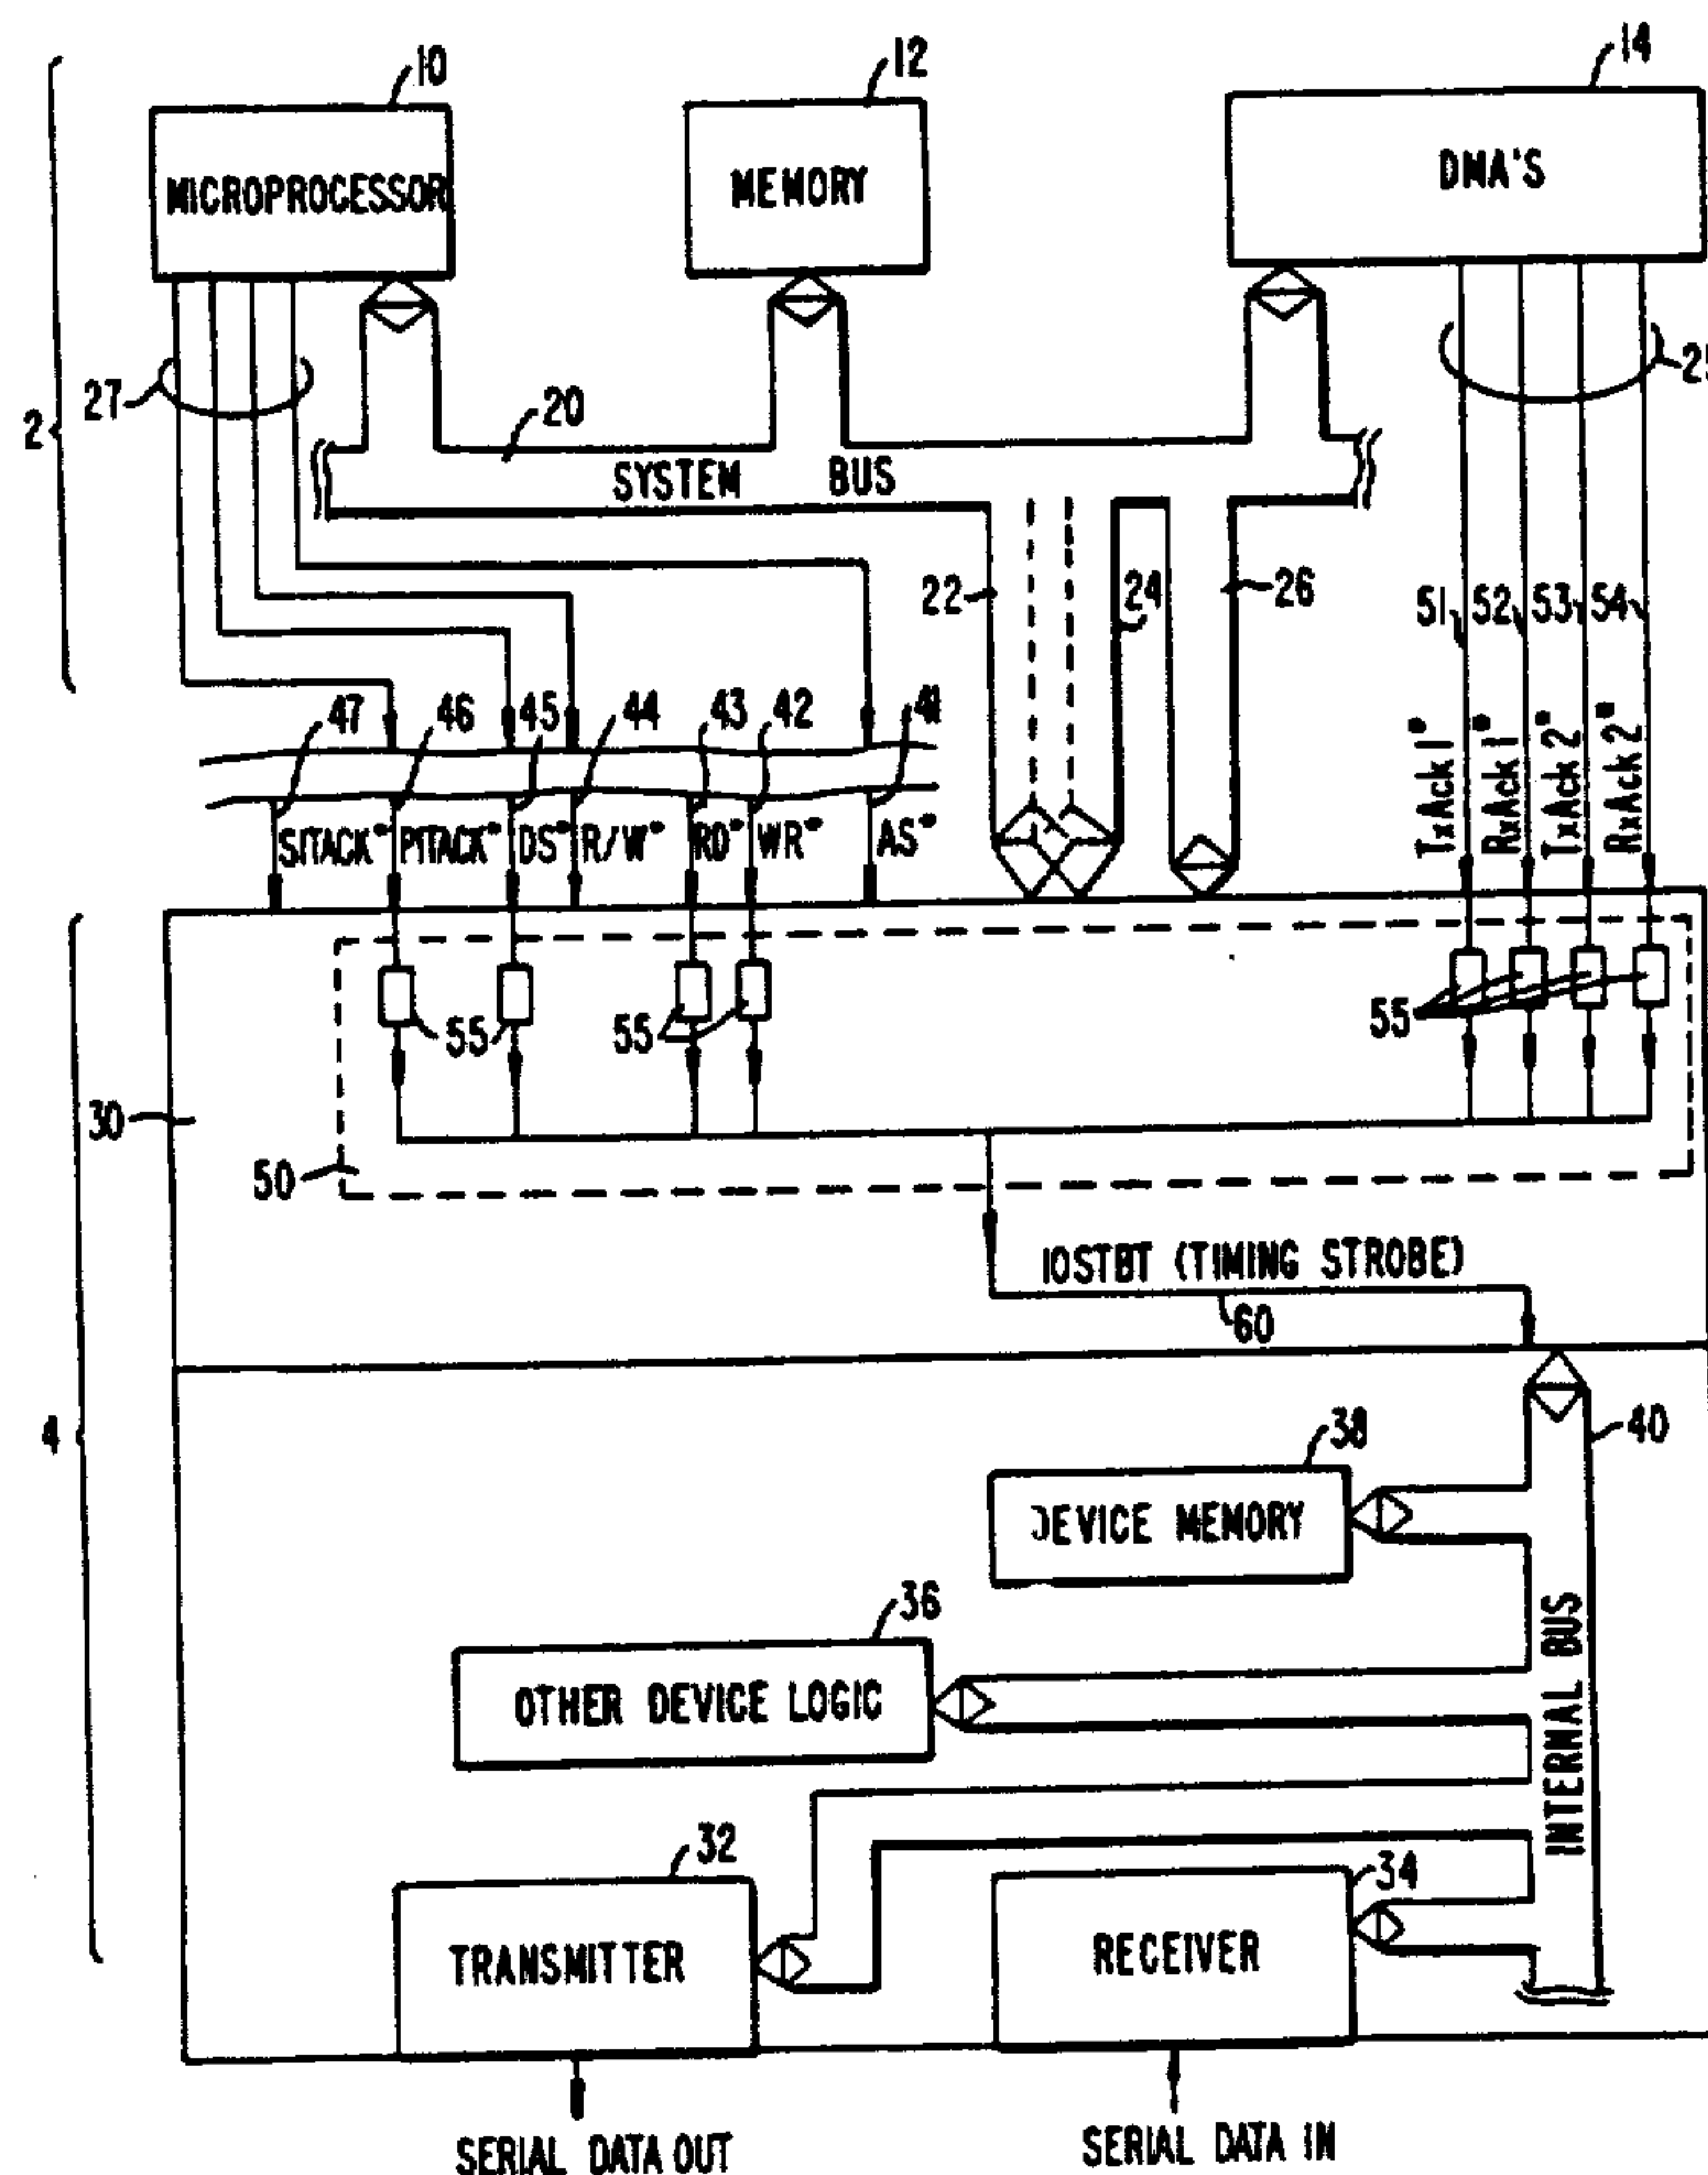 10
12
14
MICROPROCESSOR
MEMORY
DMA'S
2
27
20
SYSTEM BUS
22
24
26
51
52
53
54
47
46
45
44
43
42
41
SITACK*
PITACK*
DS*
R/W*
RD*
WR*
AS*
TxAck 1*
RxAck 1*
TxAck 2*
RxAck 2*
55
55
55
30
50
IOSTBT (TIMING STROBE)
60
4
38
40
DEVICE MEMORY
36
OTHER DEVICE LOGIC
INTERNAL BUS
32
34
TRANSMITTER
RECEIVER
SERIAL DATA OUT
SERIAL DATA IN